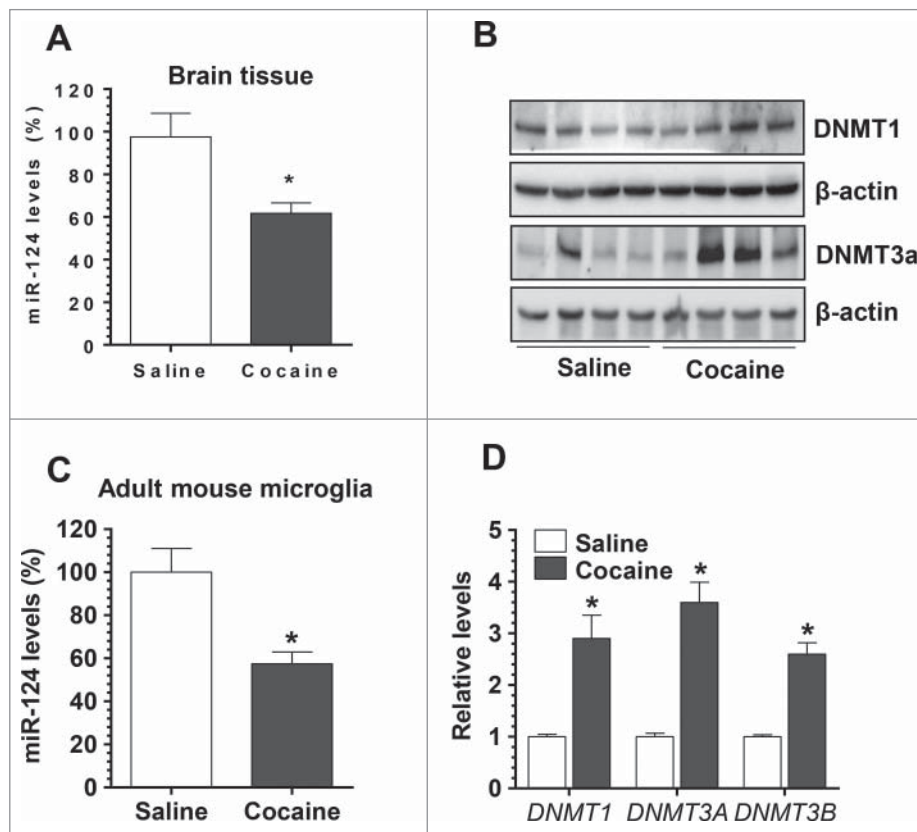 A
Brain tissue
miR-124 levels (%)
120
100
80
60
40
20
0
*
Saline
Cocaine
B
DNMT1
β-actin
DNMT3a
β-actin
Saline
Cocaine
C
Adult mouse microglia
miR-124 levels (%)
120
100
80
60
40
20
0
*
Saline
Cocaine
D
Relative levels
5
4
3
2
1
0
Saline
Cocaine
*
*
*
DNMT1
DNMT3A
DNMT3B